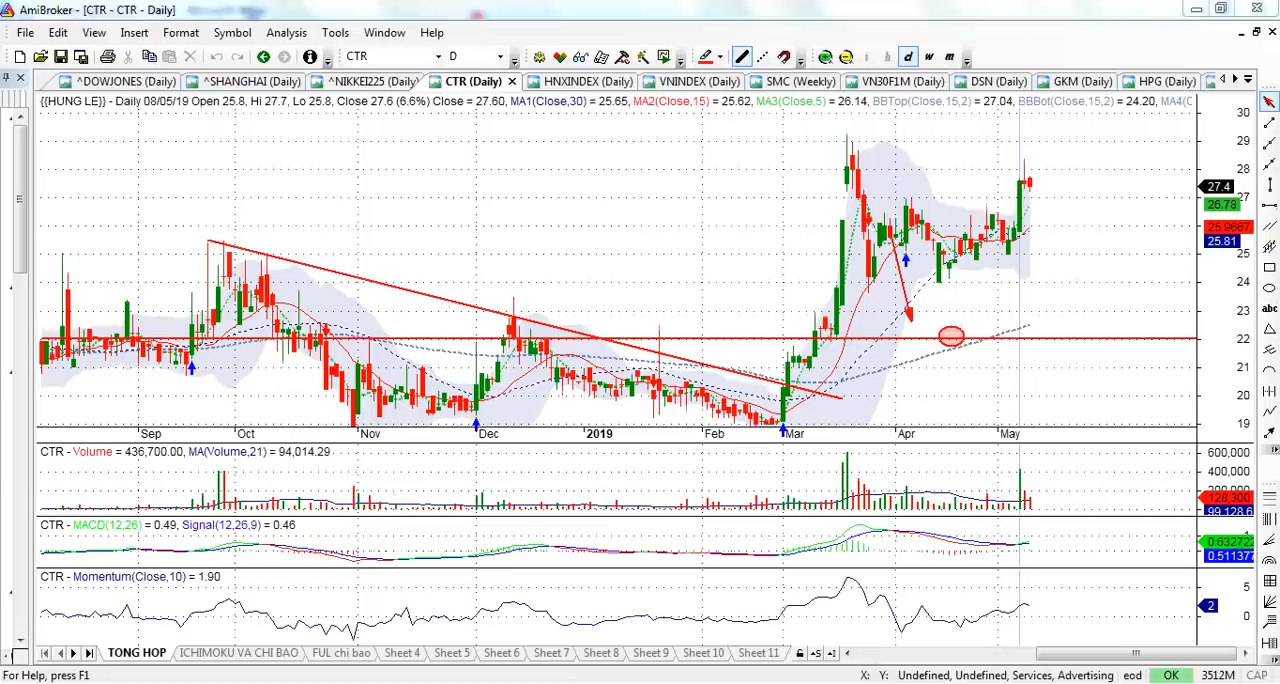 AmiBroker - [CTR - CTR - Daily]
File Edit View Insert Format Symbol Analysis Tools Window Help
CTR D d w m
^DOWJONES (Daily) ^SHANGHAI (Daily) ^NIKKEI225 (Daily) CTR (Daily) HNXINDEX (Daily) VNINDEX (Daily) SMC (Weekly) VN30F1M (Daily) DSN (Daily) GKM (Daily) HPG (Daily)
{{HUNG LE}} - Daily 08/05/19 Open 25.8, Hi 27.7, Lo 25.8, Close 27.6 (6.6%) Close = 27.60, MA1(Close,30) = 25.65, MA2(Close,15) = 25.62, MA3(Close,5) = 26.14, BBTop(Close,15,2) = 27.04, BBBot(Close,15,2) = 24.20, MA4(C
30
29
28
27.4
26.78
25.9667
25.81
25
24
23
22
21
20
19
abc
Sep Oct Nov Dec 2019 Feb Mar Apr May
CTR - Volume = 436,700.00, MA(Volume,21) = 94,014.29
600,000
400,000
128,300
99,128.6
CTR - MACD(12,26) = 0.49, Signal(12,26,9) = 0.46
0.632722
0.511377
CTR - Momentum(Close,10) = 1.90
5
2
0
TONG HOP ICHIMOKU VA CHI BAO FUL chi bao Sheet 4 Sheet 5 Sheet 6 Sheet 7 Sheet 8 Sheet 9 Sheet 10 Sheet 11
For Help, press F1 X: Y: Undefined, Undefined, Services, Advertising eod OK 3512M CAP